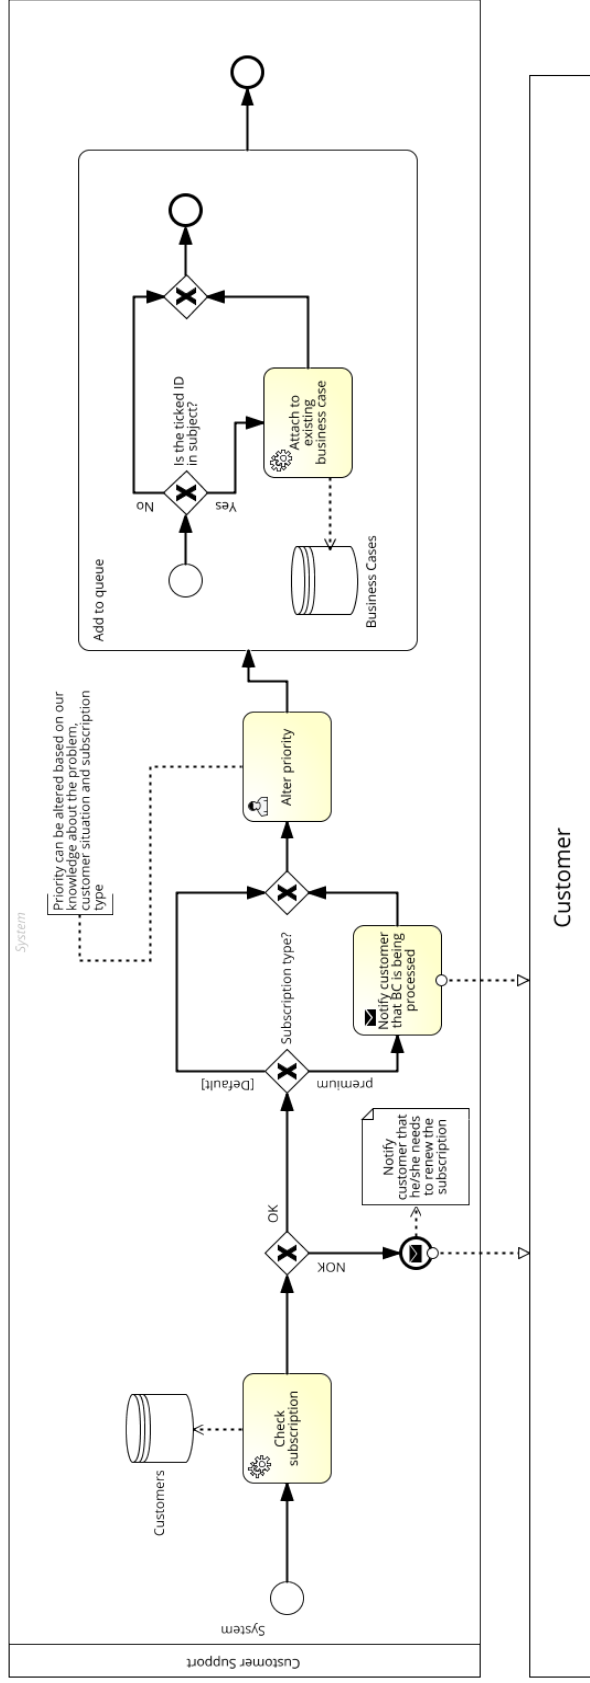 Customer Support
System
System
Check
subscription
Customers
OK
NOK
Notify
customer that
he/she needs
to renew the
subscription
Subscription type?
[Default]
premium
Notify customer
that BC is being
processed
Alter priority
Priority can be altered based on our
knowledge about the problem,
customer situation and subscription
type
Add to queue
Is the ticked ID
in subject?
No
Yes
Attach to
existing
business case
Business Cases
Customer